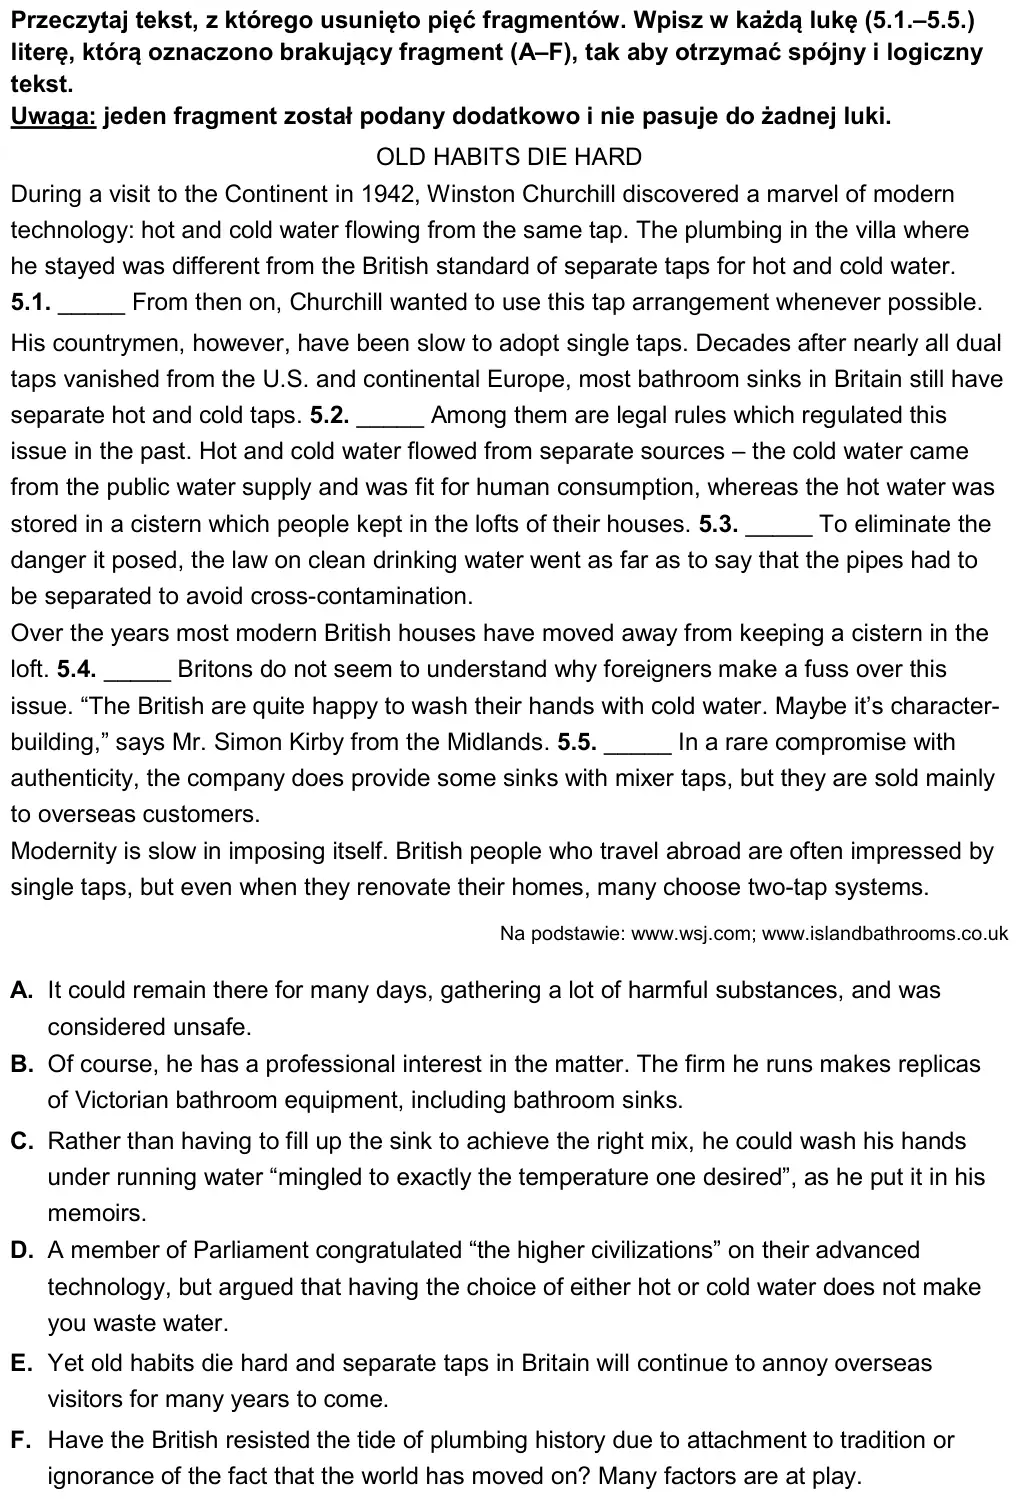 Przeczytaj tekst, z którego usunięto pięć fragmentów. Wpisz w każdą lukę (5.1.–5.5.)
literę, którą oznaczono brakujący fragment (A–F), tak aby otrzymać spójny i logiczny
tekst.
Uwaga: jeden fragment został podany dodatkowo i nie pasuje do żadnej luki.
OLD HABITS DIE HARD
During a visit to the Continent in 1942, Winston Churchill discovered a marvel of modern
technology: hot and cold water flowing from the same tap. The plumbing in the villa where
he stayed was different from the British standard of separate taps for hot and cold water.
5.1. _____ From then on, Churchill wanted to use this tap arrangement whenever possible.
His countrymen, however, have been slow to adopt single taps. Decades after nearly all dual
taps vanished from the U.S. and continental Europe, most bathroom sinks in Britain still have
separate hot and cold taps. 5.2. _____ Among them are legal rules which regulated this
issue in the past. Hot and cold water flowed from separate sources – the cold water came
from the public water supply and was fit for human consumption, whereas the hot water was
stored in a cistern which people kept in the lofts of their houses. 5.3. _____ To eliminate the
danger it posed, the law on clean drinking water went as far as to say that the pipes had to
be separated to avoid cross-contamination.
Over the years most modern British houses have moved away from keeping a cistern in the
loft. 5.4. _____ Britons do not seem to understand why foreigners make a fuss over this
issue. “The British are quite happy to wash their hands with cold water. Maybe it’s character-
building,” says Mr. Simon Kirby from the Midlands. 5.5. _____ In a rare compromise with
authenticity, the company does provide some sinks with mixer taps, but they are sold mainly
to overseas customers.
Modernity is slow in imposing itself. British people who travel abroad are often impressed by
single taps, but even when they renovate their homes, many choose two-tap systems.
Na podstawie: www.wsj.com; www.islandbathrooms.co.uk
A. It could remain there for many days, gathering a lot of harmful substances, and was
considered unsafe.
B. Of course, he has a professional interest in the matter. The firm he runs makes replicas
of Victorian bathroom equipment, including bathroom sinks.
C. Rather than having to fill up the sink to achieve the right mix, he could wash his hands
under running water “mingled to exactly the temperature one desired”, as he put it in his
memoirs.
D. A member of Parliament congratulated “the higher civilizations” on their advanced
technology, but argued that having the choice of either hot or cold water does not make
you waste water.
E. Yet old habits die hard and separate taps in Britain will continue to annoy overseas
visitors for many years to come.
F. Have the British resisted the tide of plumbing history due to attachment to tradition or
ignorance of the fact that the world has moved on? Many factors are at play.